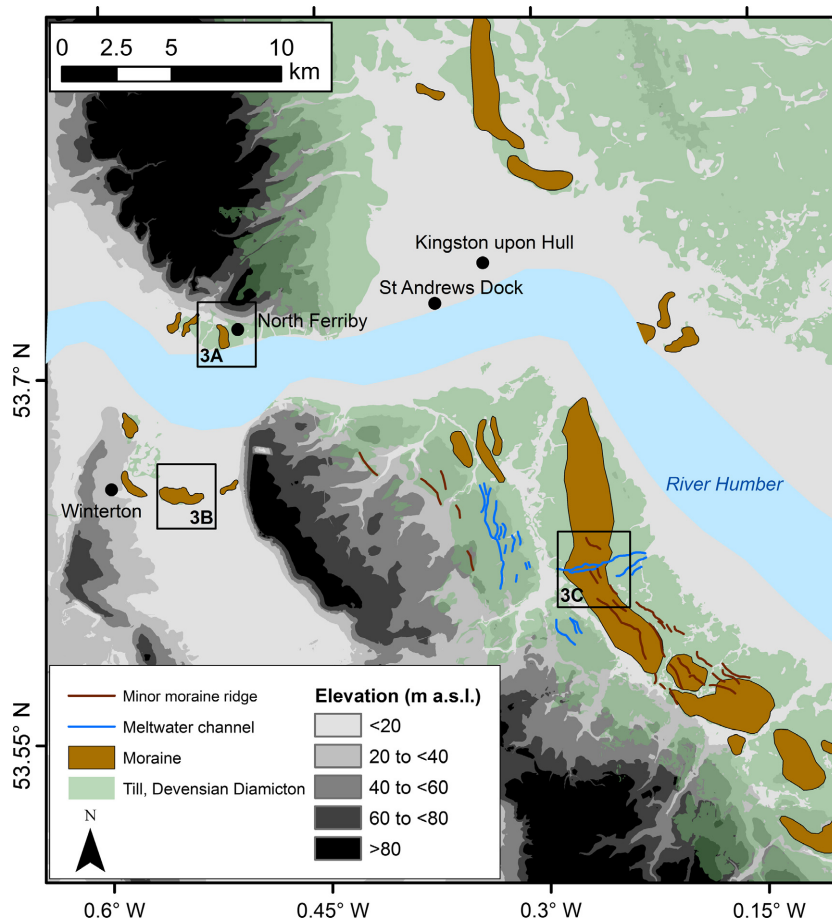 0 2.5 5 10
km
Kingston upon Hull
St Andrews Dock
North Ferriby
3A
53.7° N
River Humber
Winterton
3B
3C
Minor moraine ridge
Meltwater channel
Moraine
Till, Devensian Diamicton
N
Elevation (m a.s.l.)
<20
20 to <40
40 to <60
60 to <80
>80
53.55° N
0.6° W 0.45° W 0.3° W 0.15° W